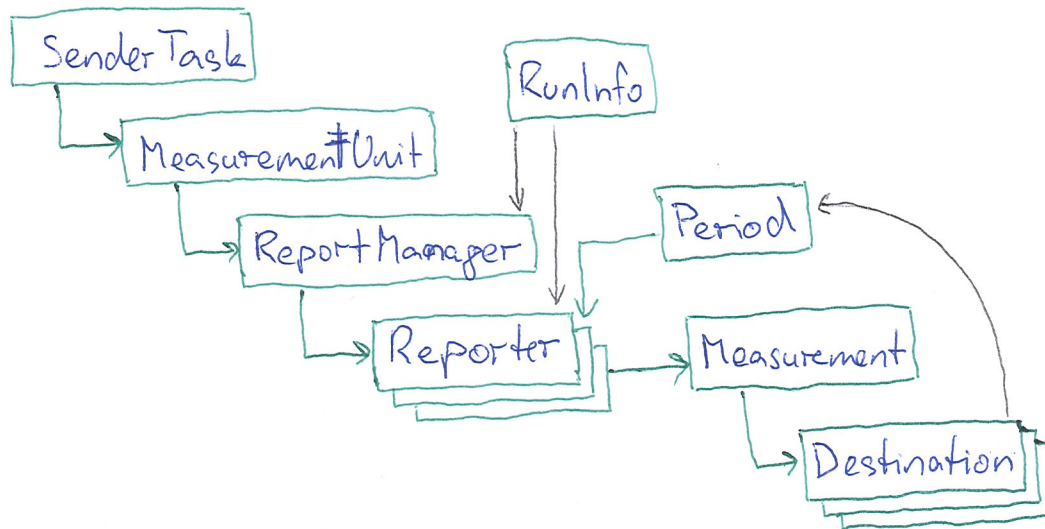 SenderTask
RunInfo
MeasurementUnit
Period
ReportManager
Reporter
Measurement
Destination